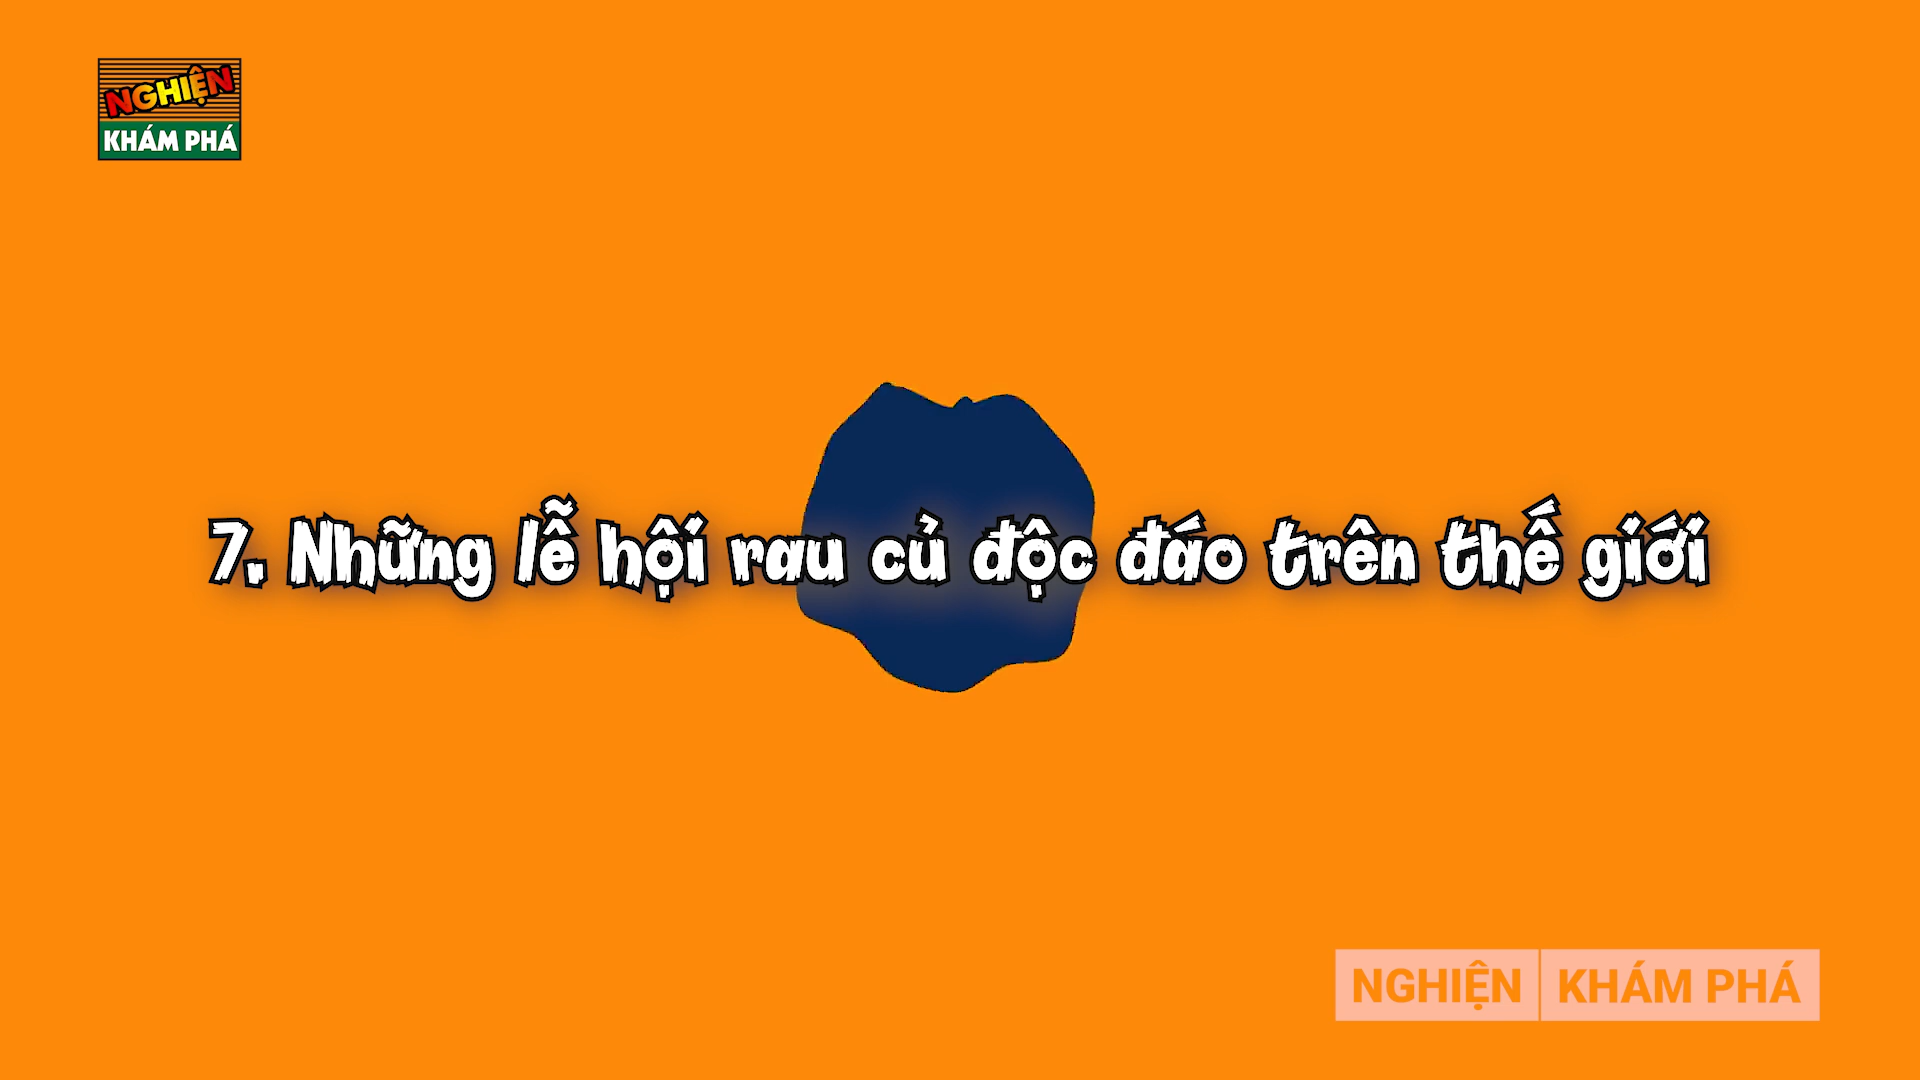 NGHIỆN
KHÁM PHÁ
7. Những lễ hội rau củ độc đáo trên thế giới
NGHIỆN KHÁM PHÁ